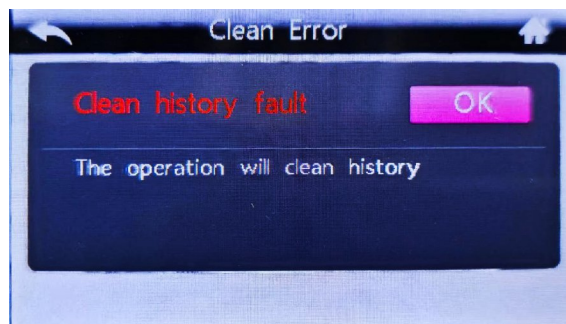 Clean Error
Clean history fault
OK
The operation will clean history